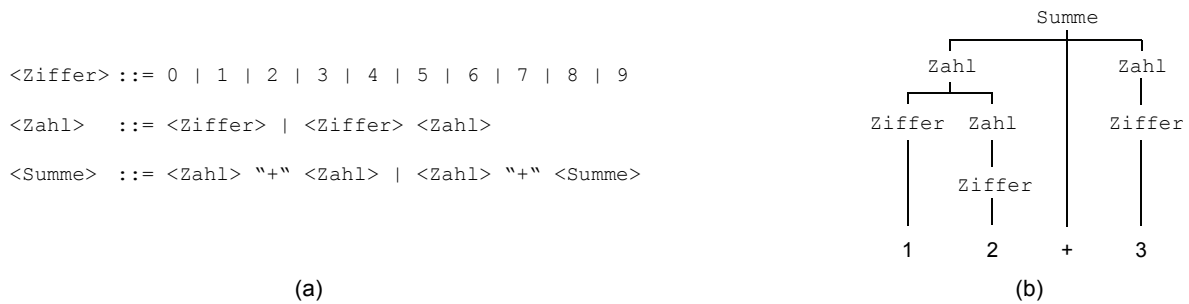 <Ziffer> ::= 0 | 1 | 2 | 3 | 4 | 5 | 6 | 7 | 8 | 9
<Zahl> ::= <Ziffer> | <Ziffer> <Zahl>
<Summe> ::= <Zahl> “+“ <Zahl> | <Zahl> “+“ <Summe>
(a)
Summe
Zahl Zahl
Ziffer Zahl Ziffer
Ziffer
1 2 + 3
(b)